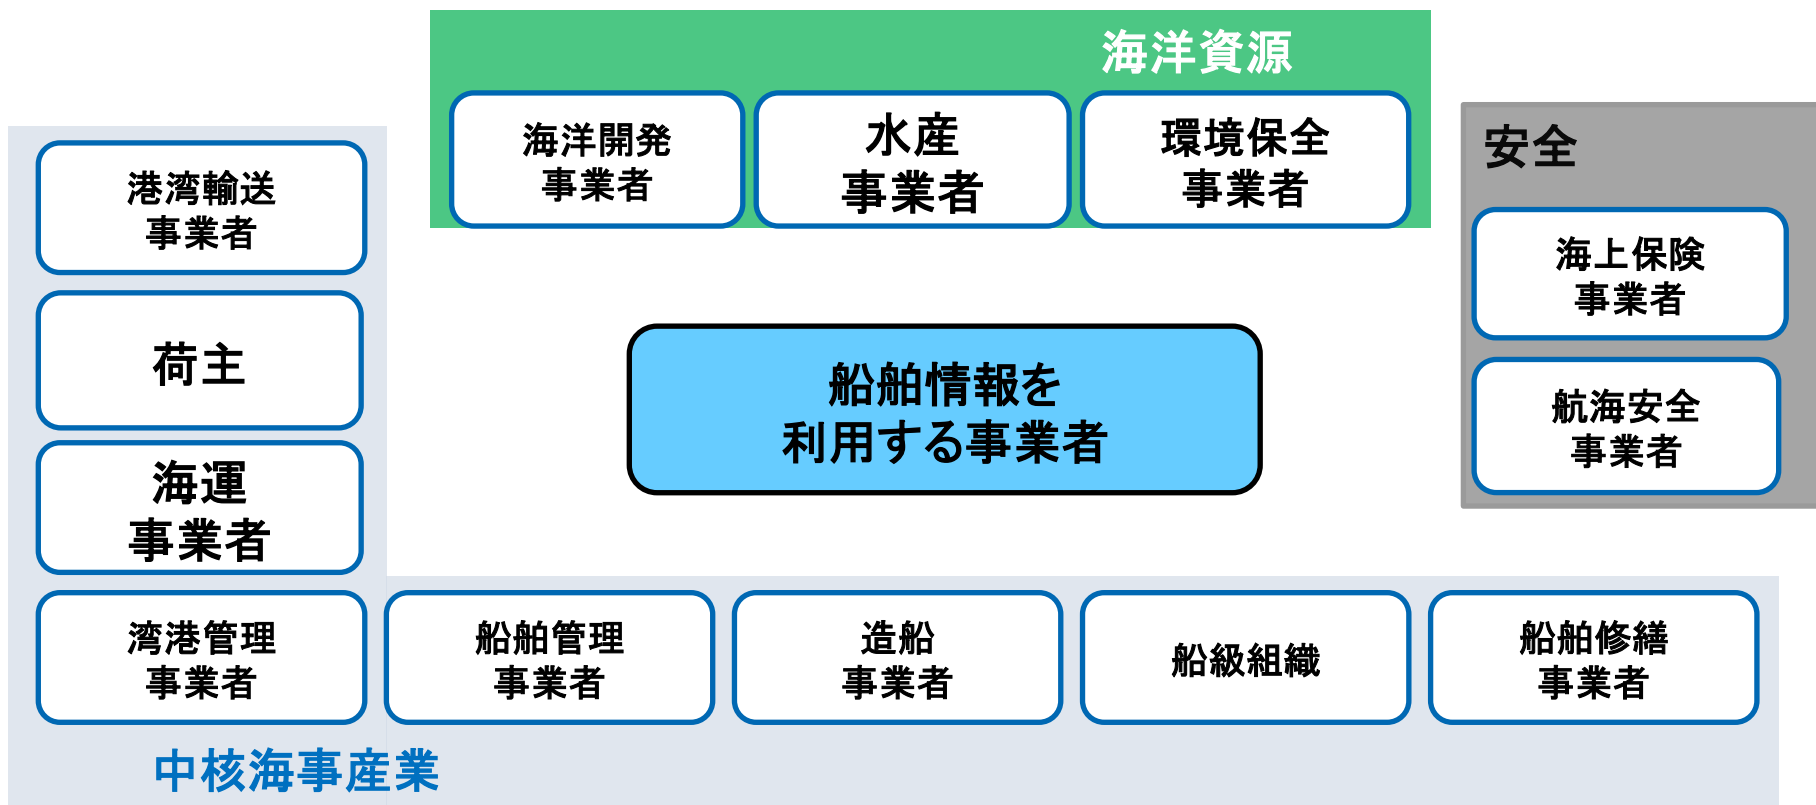 海洋資源
海洋開発
事業者
水産
事業者
環境保全
事業者
安全
海上保険
事業者
航海安全
事業者
港湾輸送
事業者
荷主
海運
事業者
船舶情報を
利用する事業者
湾港管理
事業者
船舶管理
事業者
造船
事業者
船級組織
船舶修繕
事業者
中核海事産業